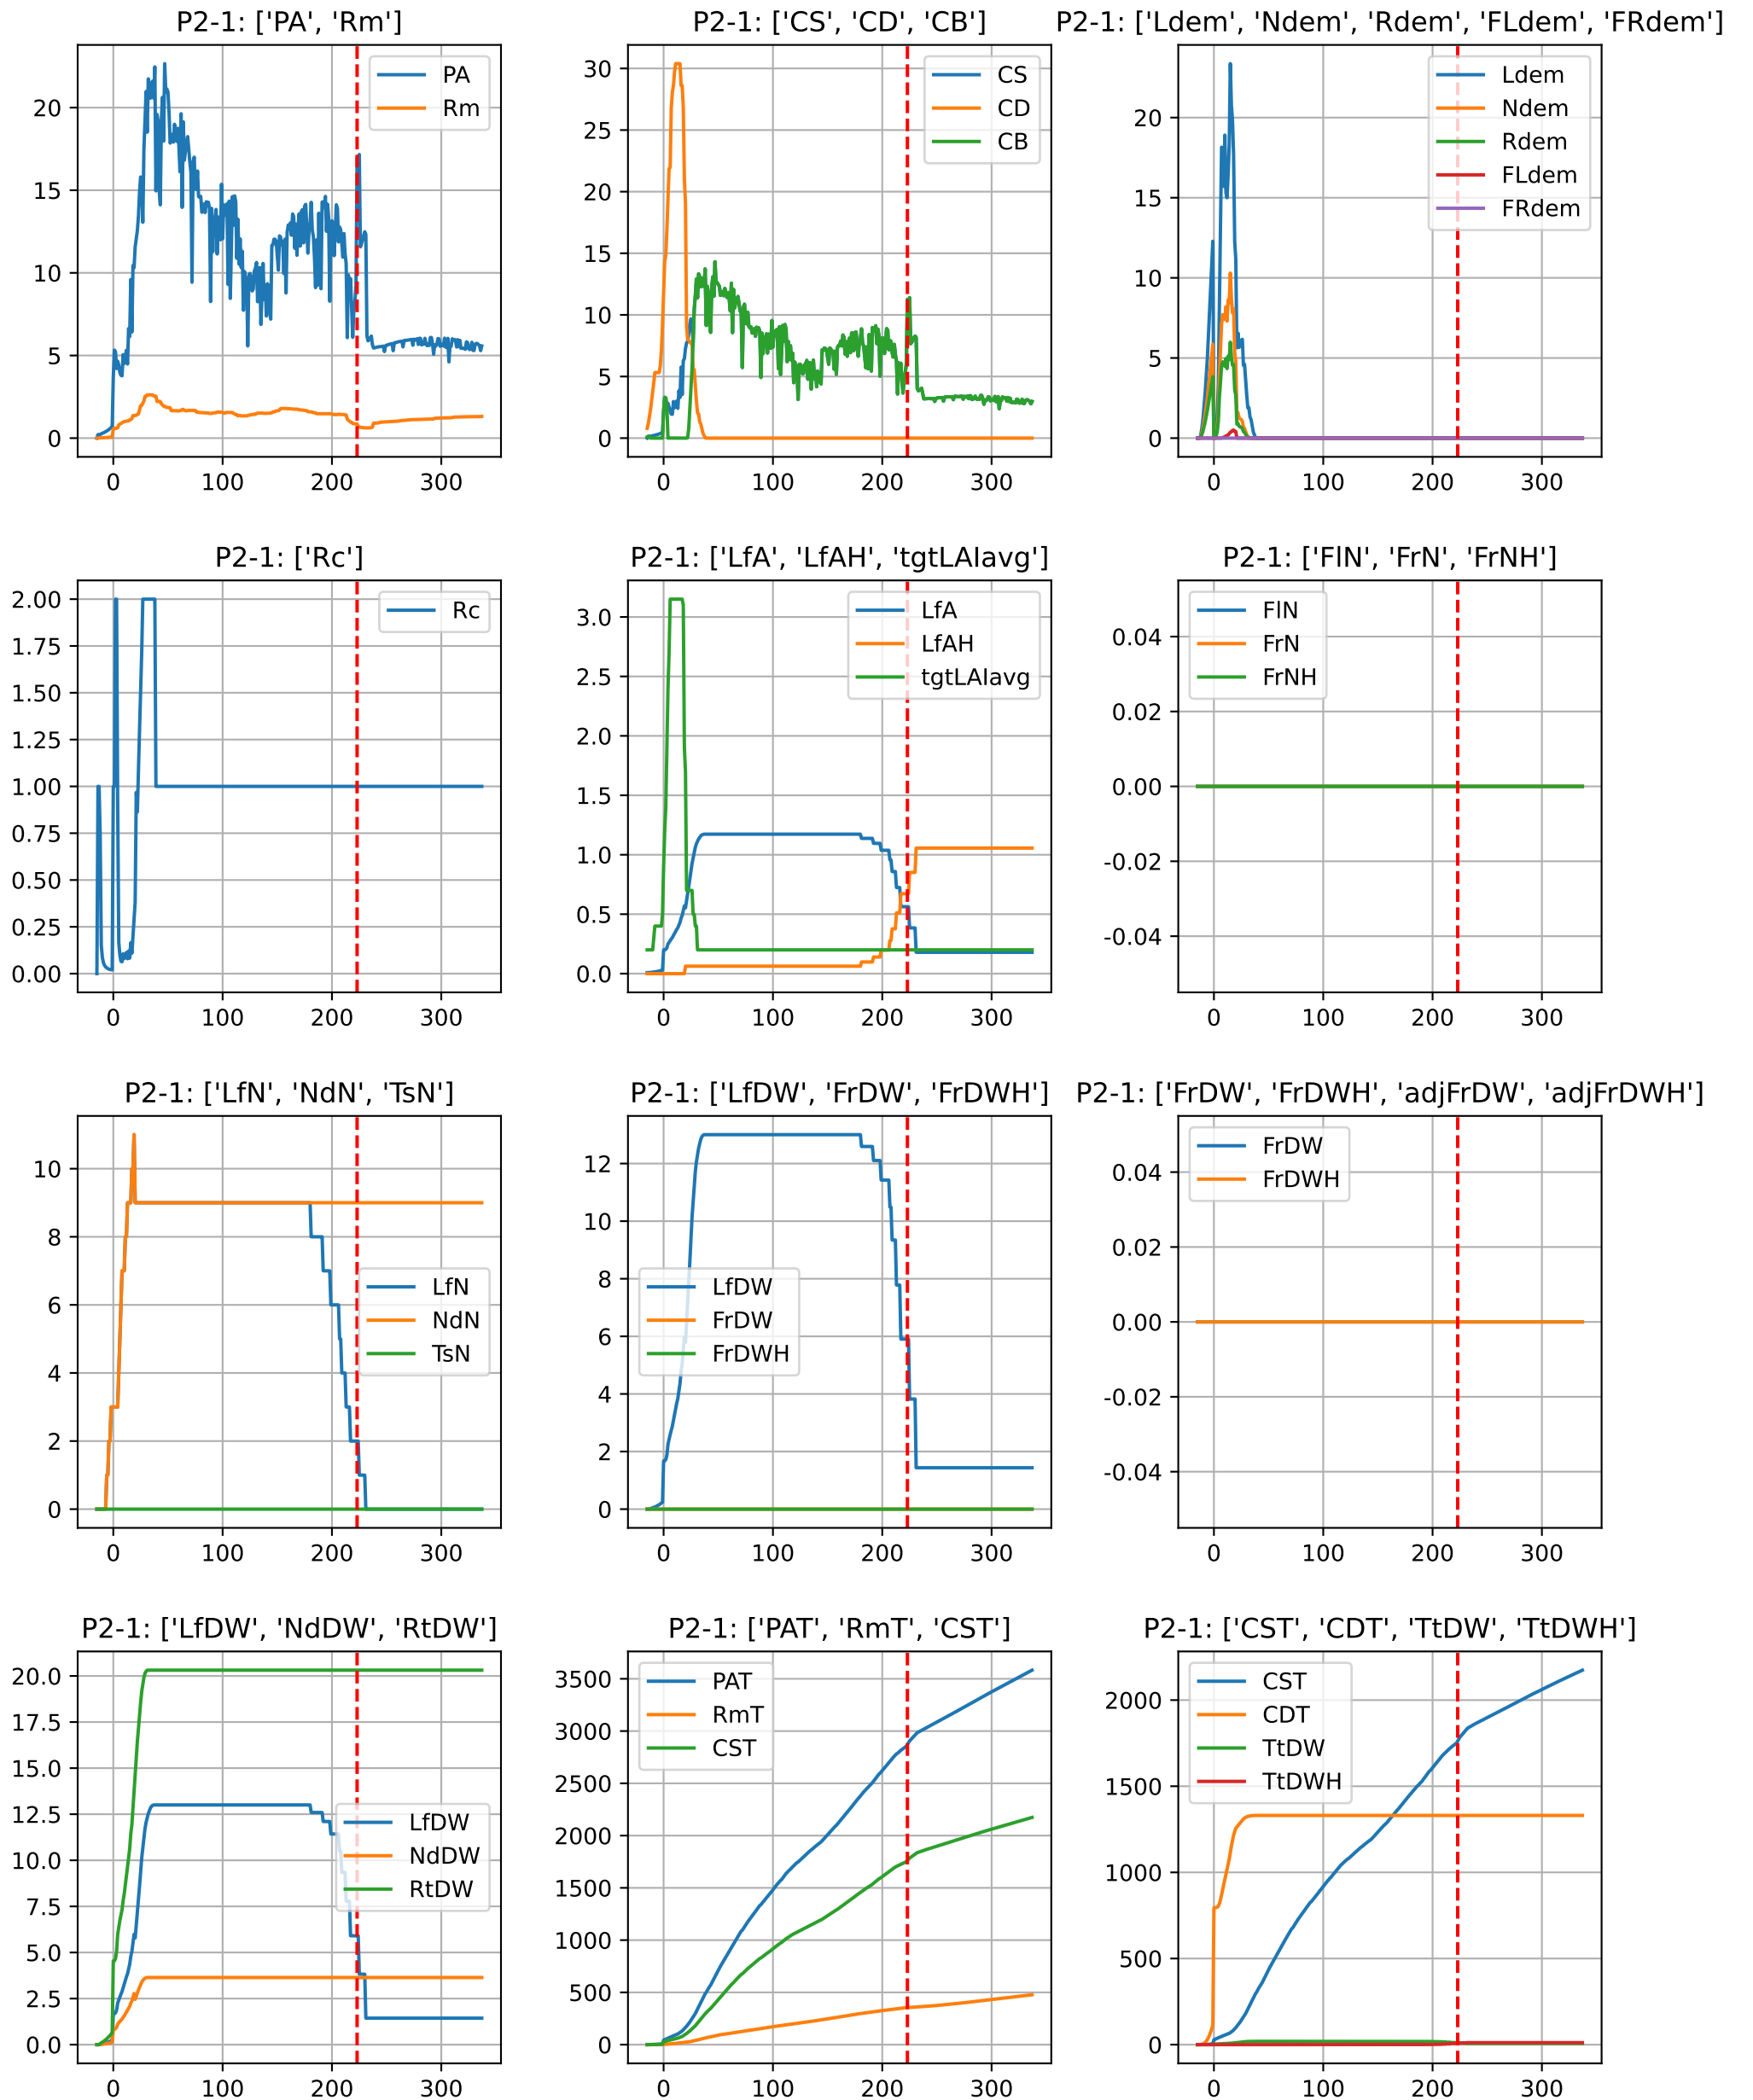 P2-1: ['PA', 'Rm']
20
15
10
5
0
0 100 200 300
PA
Rm
P2-1: ['CS', 'CD', 'CB']
30
25
20
15
10
5
0
0 100 200 300
CS
CD
CB
P2-1: ['Ldem', 'Ndem', 'Rdem', 'FLdem', 'FRdem']
20
15
10
5
0
0 100 200 300
Ldem
Ndem
Rdem
FLdem
FRdem
P2-1: ['Rc']
2.00
1.75
1.50
1.25
1.00
0.75
0.50
0.25
0.00
0 100 200 300
Rc
P2-1: ['LfA', 'LfAH', 'tgtLAIavg']
3.0
2.5
2.0
1.5
1.0
0.5
0.0
0 100 200 300
LfA
LfAH
tgtLAIavg
P2-1: ['FlN', 'FrN', 'FrNH']
0.04
0.02
0.00
-0.02
-0.04
0 100 200 300
FlN
FrN
FrNH
P2-1: ['LfN', 'NdN', 'TsN']
10
8
6
4
2
0
0 100 200 300
LfN
NdN
TsN
P2-1: ['LfDW', 'FrDW', 'FrDWH']
12
10
8
6
4
2
0
0 100 200 300
LfDW
FrDW
FrDWH
P2-1: ['FrDW', 'FrDWH', 'adjFrDW', 'adjFrDWH']
0.04
0.02
0.00
-0.02
-0.04
0 100 200 300
FrDW
FrDWH
P2-1: ['LfDW', 'NdDW', 'RtDW']
20.0
17.5
15.0
12.5
10.0
7.5
5.0
2.5
0.0
0 100 200 300
LfDW
NdDW
RtDW
P2-1: ['PAT', 'RmT', 'CST']
3500
3000
2500
2000
1500
1000
500
0
0 100 200 300
PAT
RmT
CST
P2-1: ['CST', 'CDT', 'TtDW', 'TtDWH']
2000
1500
1000
500
0
0 100 200 300
CST
CDT
TtDW
TtDWH